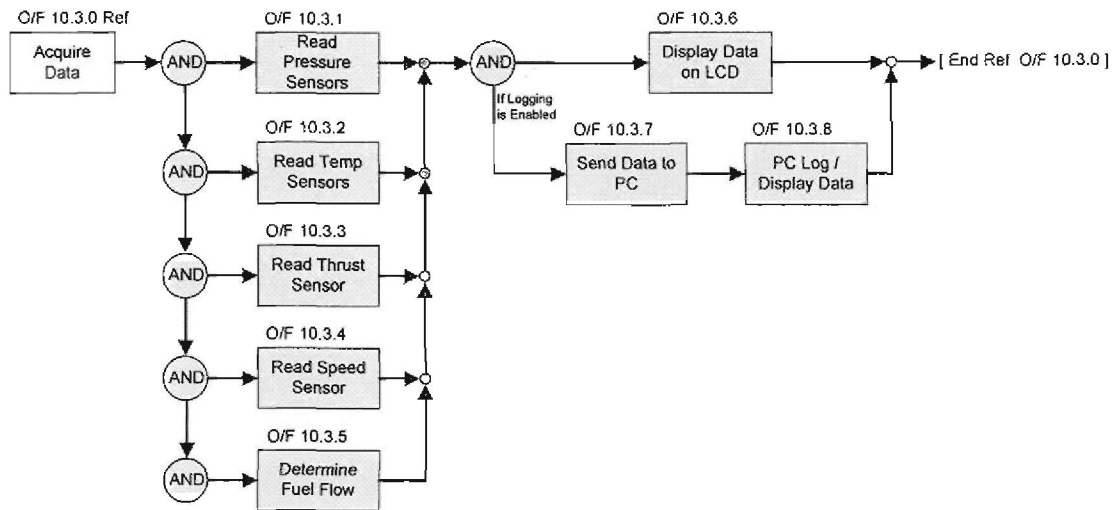 O/F 10.3.0 Ref
Acquire
Data
AND
O/F 10.3.1
Read
Pressure
Sensors
AND
O/F 10.3.6
Display Data
on LCD
[ End Ref O/F 10.3.0 ]
If Logging
is Enabled
O/F 10.3.7
Send Data to
PC
O/F 10.3.8
PC Log /
Display Data
AND
O/F 10.3.2
Read Temp
Sensors
AND
O/F 10.3.3
Read Thrust
Sensor
AND
O/F 10.3.4
Read Speed
Sensor
AND
O/F 10.3.5
Determine
Fuel Flow